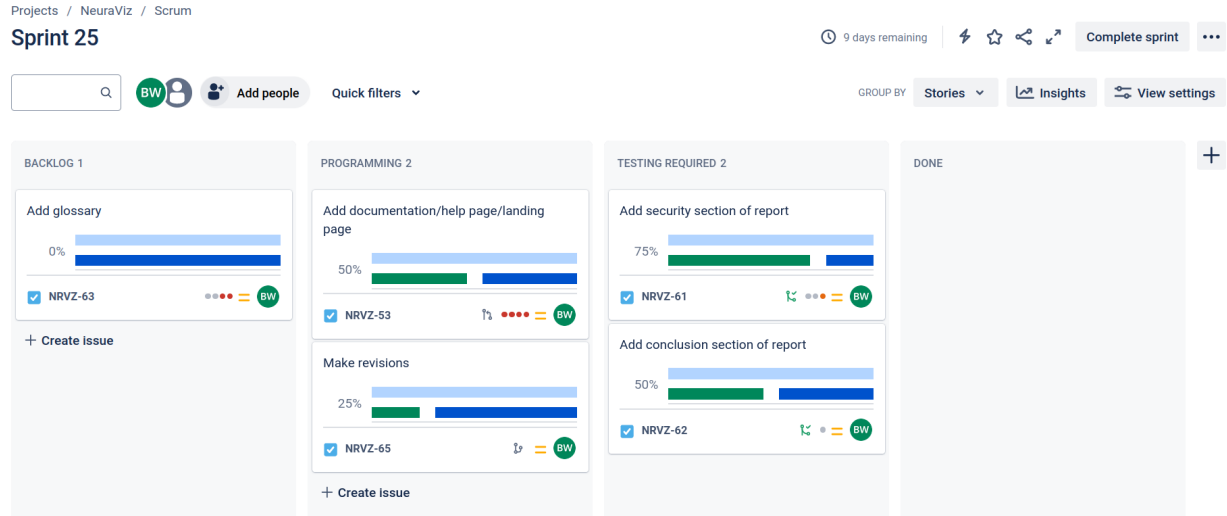 Projects / NeuraViz / Scrum
Sprint 25
9 days remaining
Complete sprint
BW
Add people
Quick filters
GROUP BY
Stories
Insights
View settings
BACKLOG 1
Add glossary
0%
NRVZ-63
BW
+ Create issue
PROGRAMMING 2
Add documentation/help page/landing
page
50%
NRVZ-53
BW
Make revisions
25%
NRVZ-65
BW
+ Create issue
TESTING REQUIRED 2
Add security section of report
75%
NRVZ-61
BW
Add conclusion section of report
50%
NRVZ-62
BW
DONE